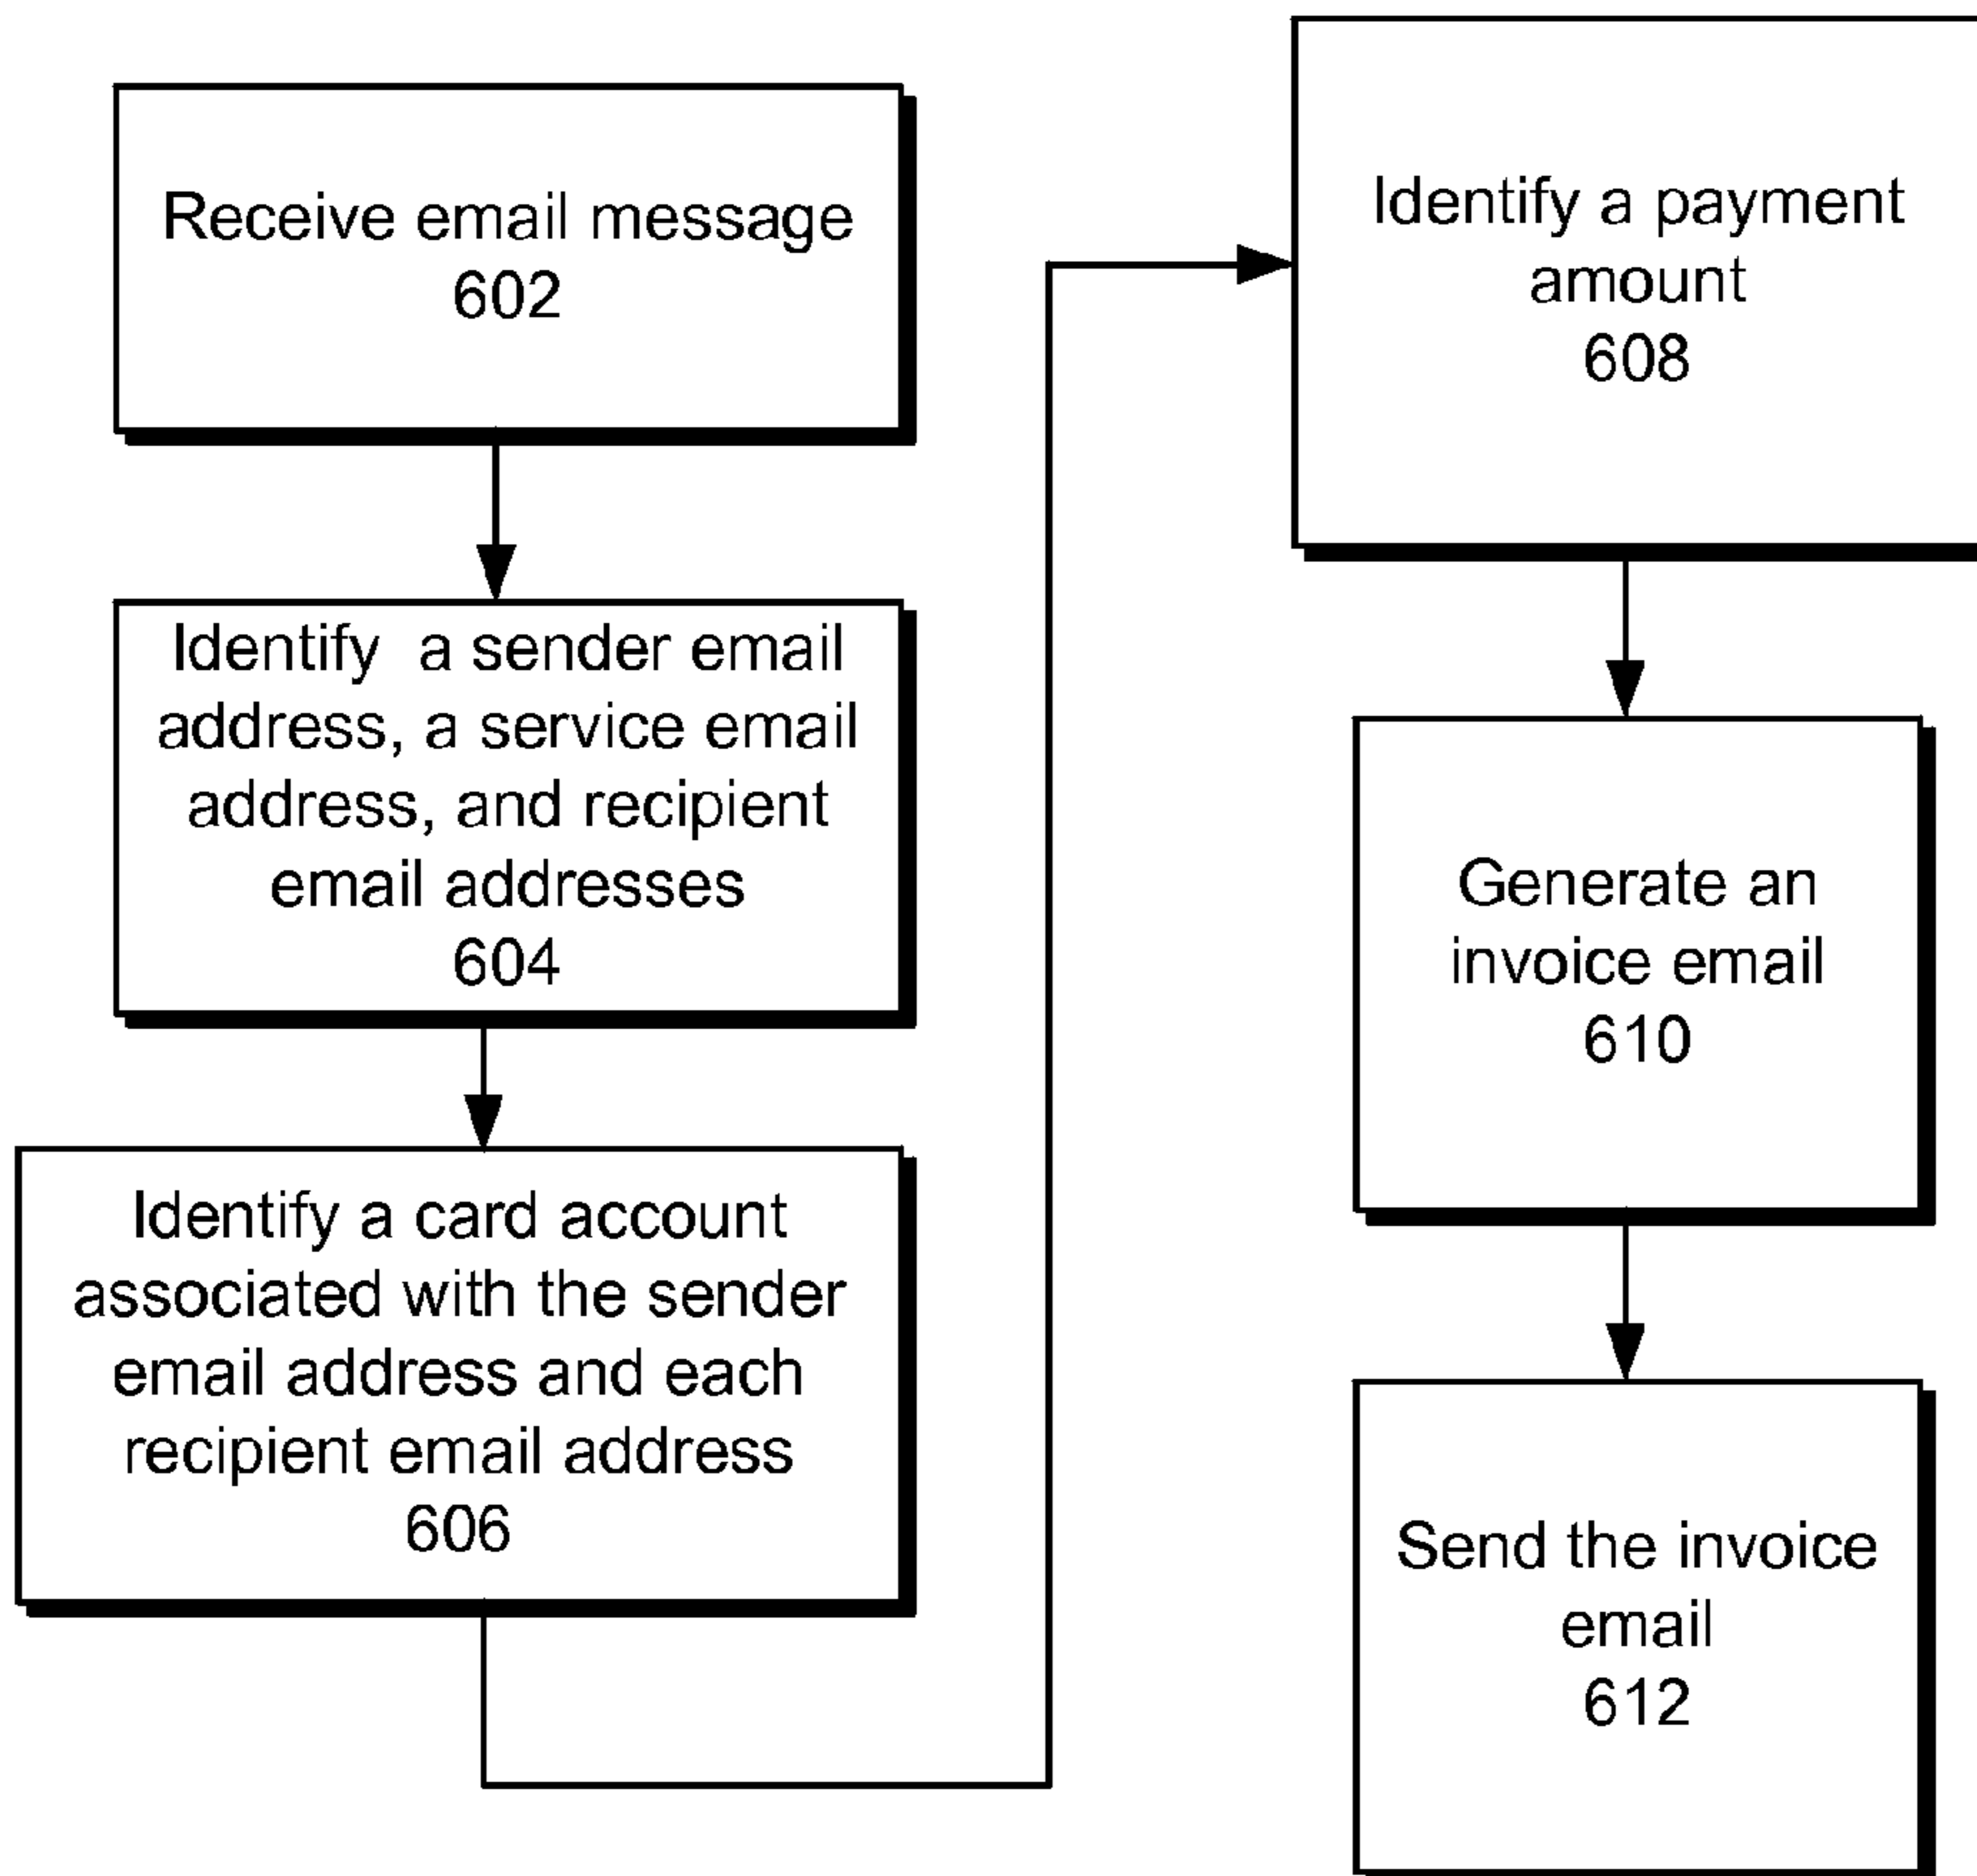 Receive email message
602
Identify a sender email
address, a service email
address, and recipient
email addresses
604
Identify a card account
associated with the sender
email address and each
recipient email address
606
Identify a payment
amount
608
Generate an
invoice email
610
Send the invoice
email
612